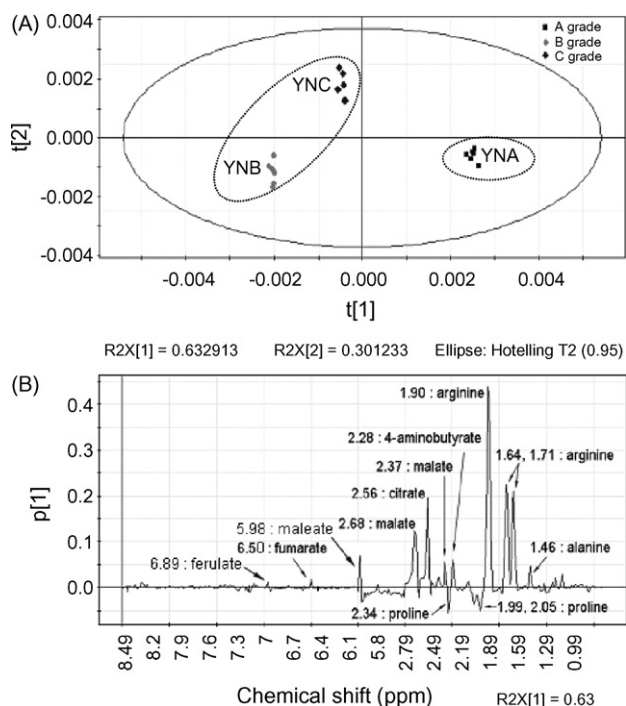 (A)
A grade
B grade
C grade
0.004
0.002
0.000
-0.002
-0.004
t[2]
YNC
YNB
YNA
-0.004 -0.002 0.000 0.002 0.004
t[1]
R2X[1] = 0.632913 R2X[2] = 0.301233 Ellipse: Hotelling T2 (0.95)
(B)
0.4
0.3
0.2
0.1
0.0
p[1]
1.90 : arginine
2.28 : 4-aminobutyrate
2.37 : malate
1.64, 1.71 : arginine
2.56 : citrate
5.98 : maleate
2.68 : malate
6.50 : fumarate
6.89 : ferulate
1.46 : alanine
2.34 : proline
1.99, 2.05 : proline
8.49 8.2 7.9 7.6 7.3 7 6.7 6.4 6.1 5.8 2.79 2.49 2.19 1.89 1.59 1.29 0.99
Chemical shift (ppm)
R2X[1] = 0.63